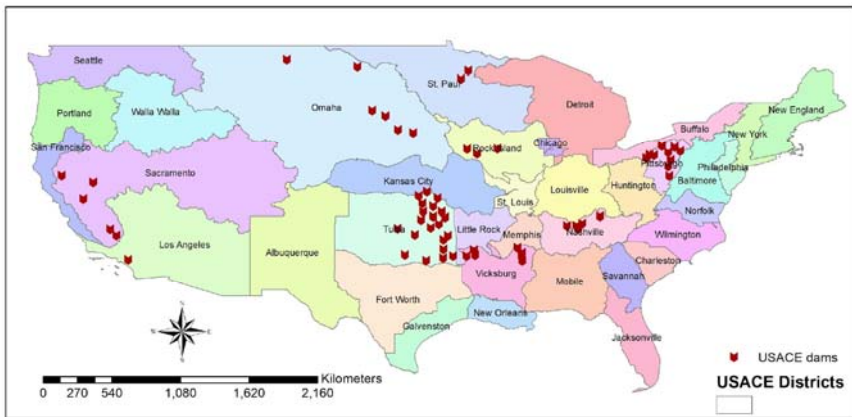 Seattle
Portland
Walla Walla
San Francisco
Sacramento
Los Angeles
Albuquerque
Omaha
St. Paul
Rock Island
Chicago
Detroit
Kansas City
St. Louis
Louisville
Huntington
Pittsburgh
Buffalo
New York
New England
Philadelphia
Baltimore
Norfolk
Wilmington
Charleston
Savannah
Jacksonville
Mobile
Nashville
Memphis
Little Rock
Tulsa
Vicksburg
Fort Worth
Galvenston
New Orleans
N
W
E
S
Kilometers
0 270 540 1,080 1,620 2,160
USACE dams
USACE Districts